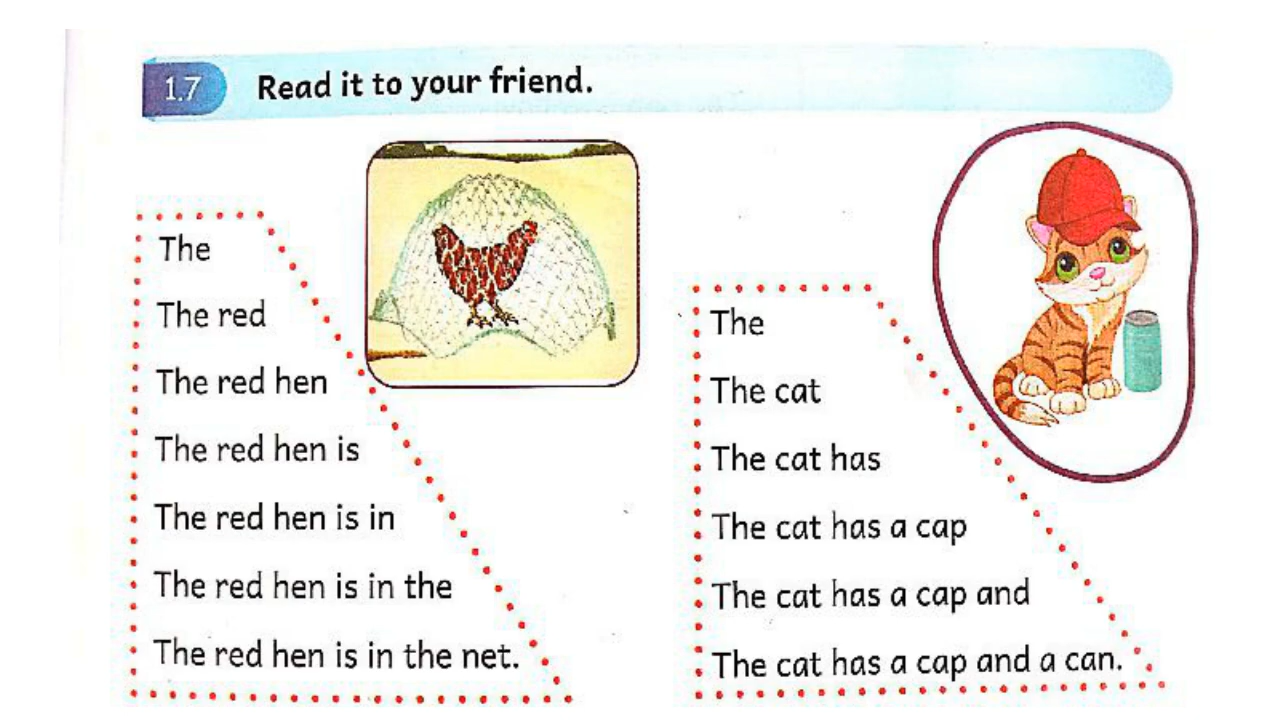 1.7 Read it to your friend.
The
The red
The red hen
The red hen is
The red hen is in
The red hen is in the
The red hen is in the net.
The
The cat
The cat has
The cat has a cap
The cat has a cap and
The cat has a cap and a can.